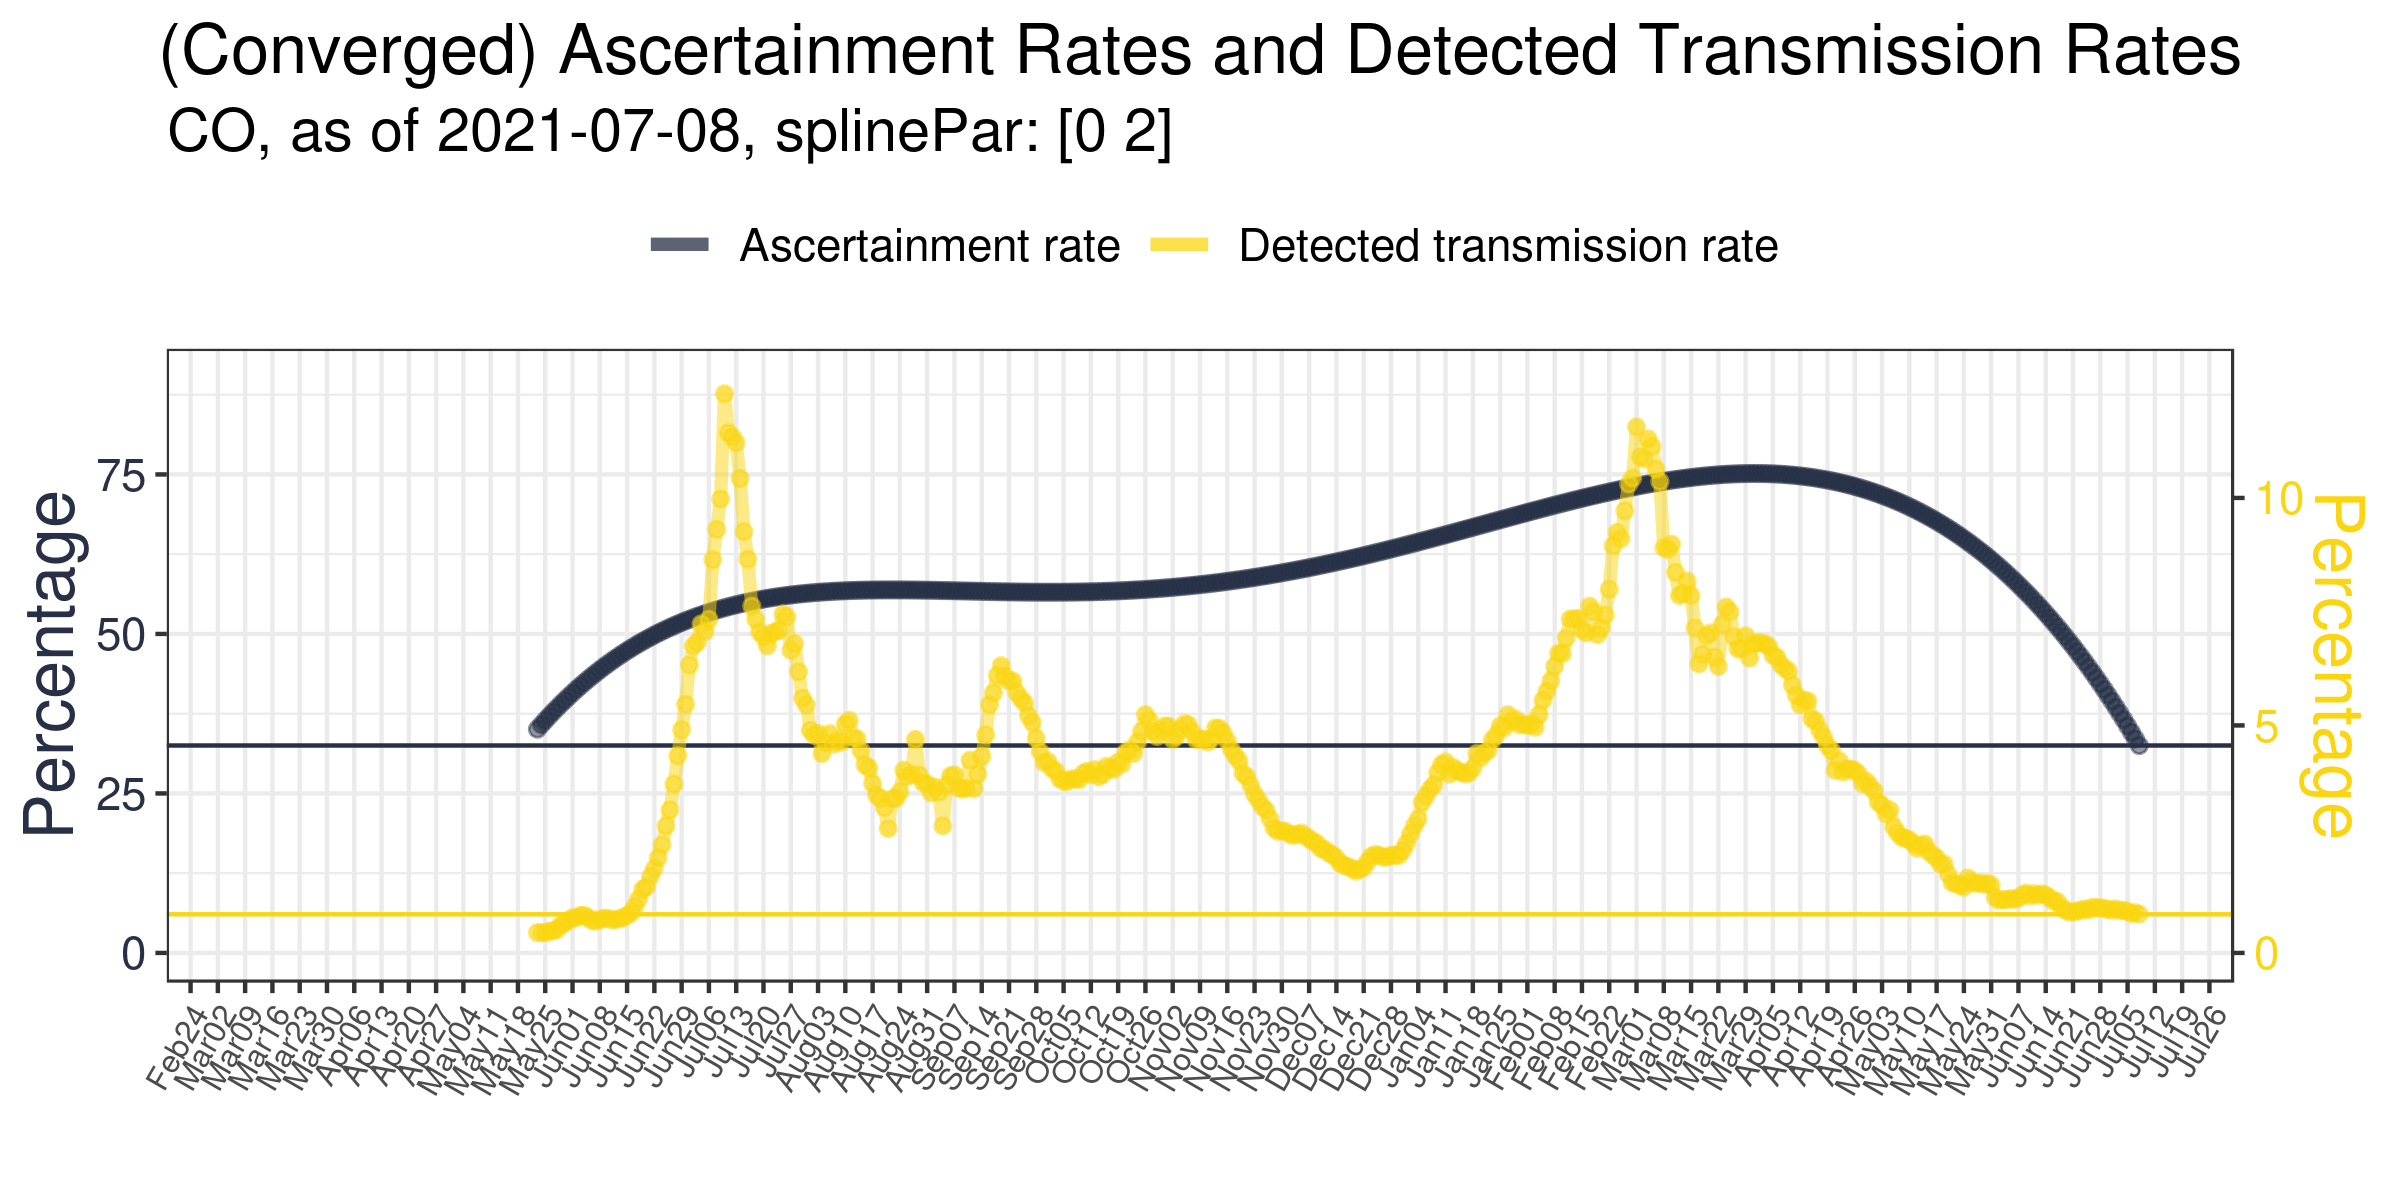 (Converged) Ascertainment Rates and Detected Transmission Rates
CO, as of 2021-07-08, splinePar: [0 2]
Ascertainment rate
Detected transmission rate
Percentage
75
50
25
0
10
5
0
Percentage
Feb24
Mar02
Mar09
Mar16
Mar23
Mar30
Apr06
Apr13
Apr20
Apr27
May04
May11
May18
May25
Jun01
Jun08
Jun15
Jun22
Jun29
Jul06
Jul13
Jul20
Jul27
Aug03
Aug10
Aug17
Aug24
Aug31
Sep07
Sep14
Sep21
Sep28
Oct05
Oct12
Oct19
Oct26
Nov02
Nov09
Nov16
Nov23
Nov30
Dec07
Dec14
Dec21
Dec28
Jan04
Jan11
Jan18
Jan25
Feb01
Feb08
Feb15
Feb22
Mar01
Mar08
Mar15
Mar22
Mar29
Apr05
Apr12
Apr19
Apr26
May03
May10
May17
May24
May31
Jun07
Jun14
Jun21
Jun28
Jul05
Jul12
Jul19
Jul26